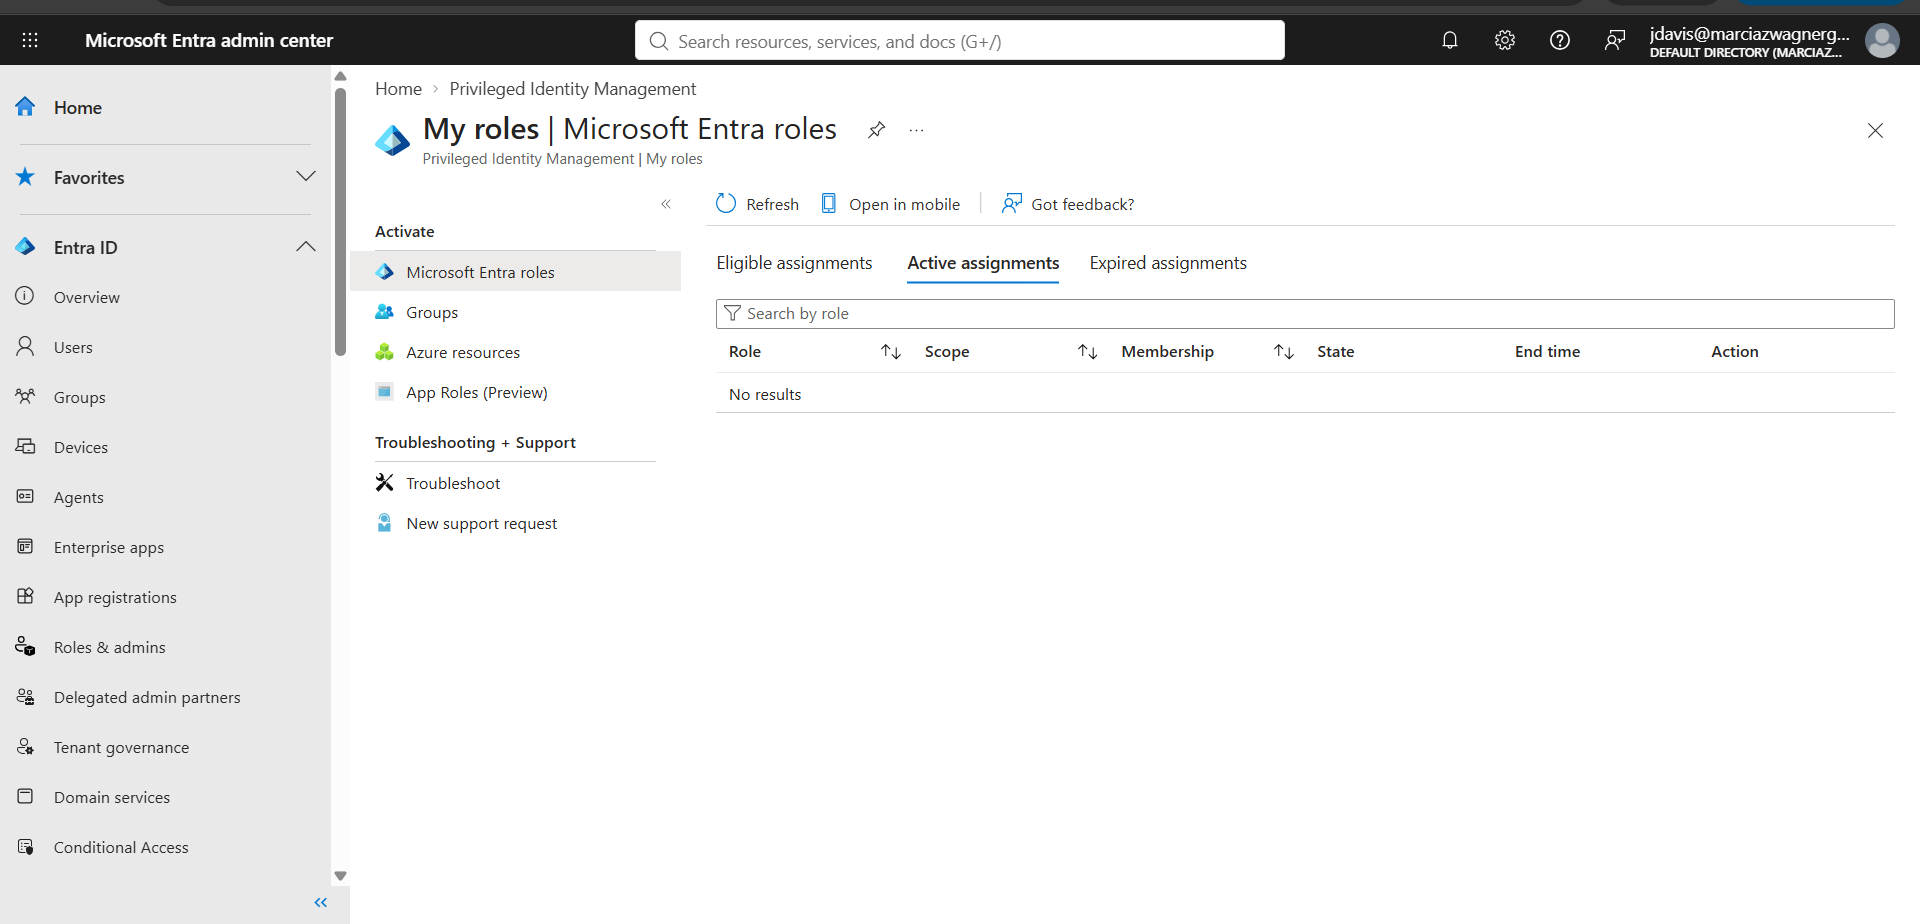 Microsoft Entra admin center
Search resources, services, and docs (G+/)
jdavis@marciazwagnerg...
DEFAULT DIRECTORY (MARCIAZ...
Home
Favorites
Entra ID
Overview
Users
Groups
Devices
Agents
Enterprise apps
App registrations
Roles & admins
Delegated admin partners
Tenant governance
Domain services
Conditional Access
Home > Privileged Identity Management
My roles | Microsoft Entra roles
Privileged Identity Management | My roles
Activate
Microsoft Entra roles
Groups
Azure resources
App Roles (Preview)
Troubleshooting + Support
Troubleshoot
New support request
Refresh Open in mobile Got feedback?
Eligible assignments Active assignments Expired assignments
Search by role
Role Scope Membership State End time Action
No results